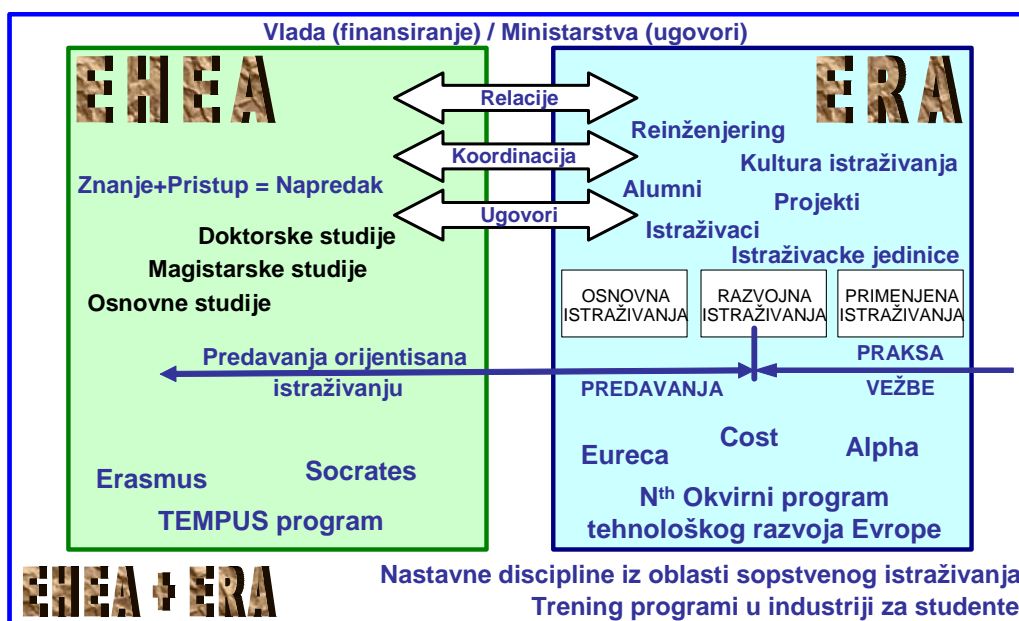 Vlada (finansiranje) / Ministarstva (ugovori)
EHEA
Znanje+Pristup = Napredak
Doktorske studije
Magistarske studije
Osnovne studije
Predavanja orijentisana
istraživanju
Erasmus
Socrates
TEMPUS program
Relacije
Koordinacija
Ugovori
ERA
Reinženjering
Kultura istraživanja
Alumni
Projekti
Istraživaci
Istraživacke jedinice
OSNOVNA
ISTRAŽIVANJA
RAZVOJNA
ISTRAŽIVANJA
PRIMENJENA
ISTRAŽIVANJA
PRAKSA
PREDAVANJA
VEŽBE
Cost
Eureca
Alpha
Nth Okvirni program
tehnološkog razvoja Evrope
EHEA + ERA
Nastavne discipline iz oblasti sopstvenog istraživanja
Trening programi u industriji za studente